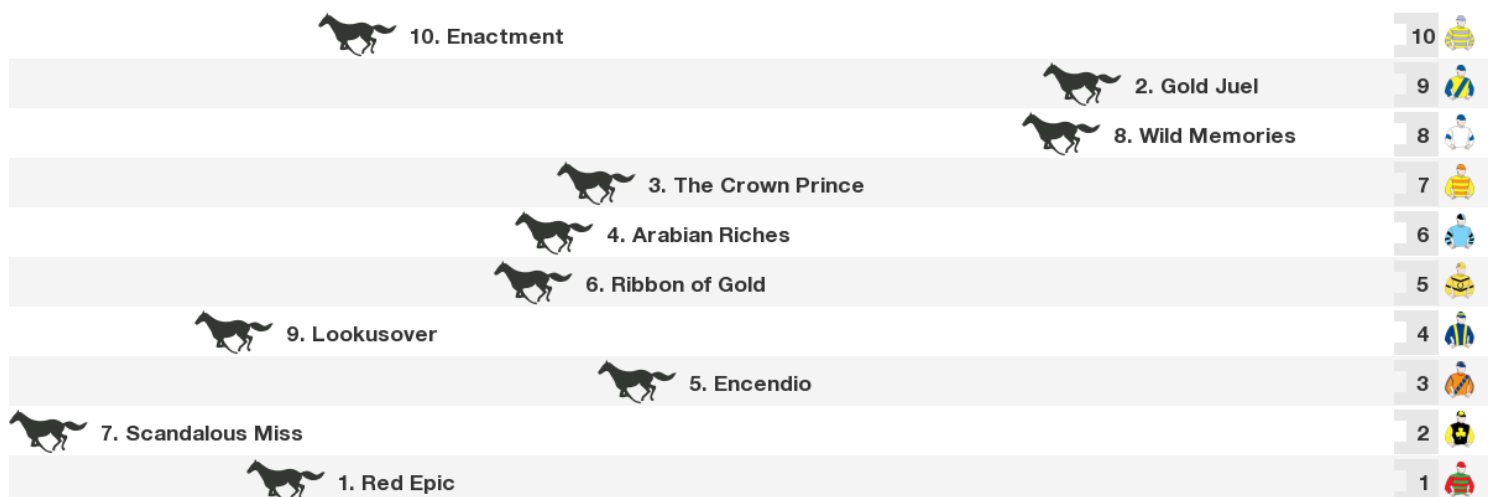 10. Enactment 10
2. Gold Juel 9
8. Wild Memories 8
3. The Crown Prince 7
4. Arabian Riches 6
6. Ribbon of Gold 5
9. Lookusover 4
5. Encendio 3
7. Scandalous Miss 2
1. Red Epic 1